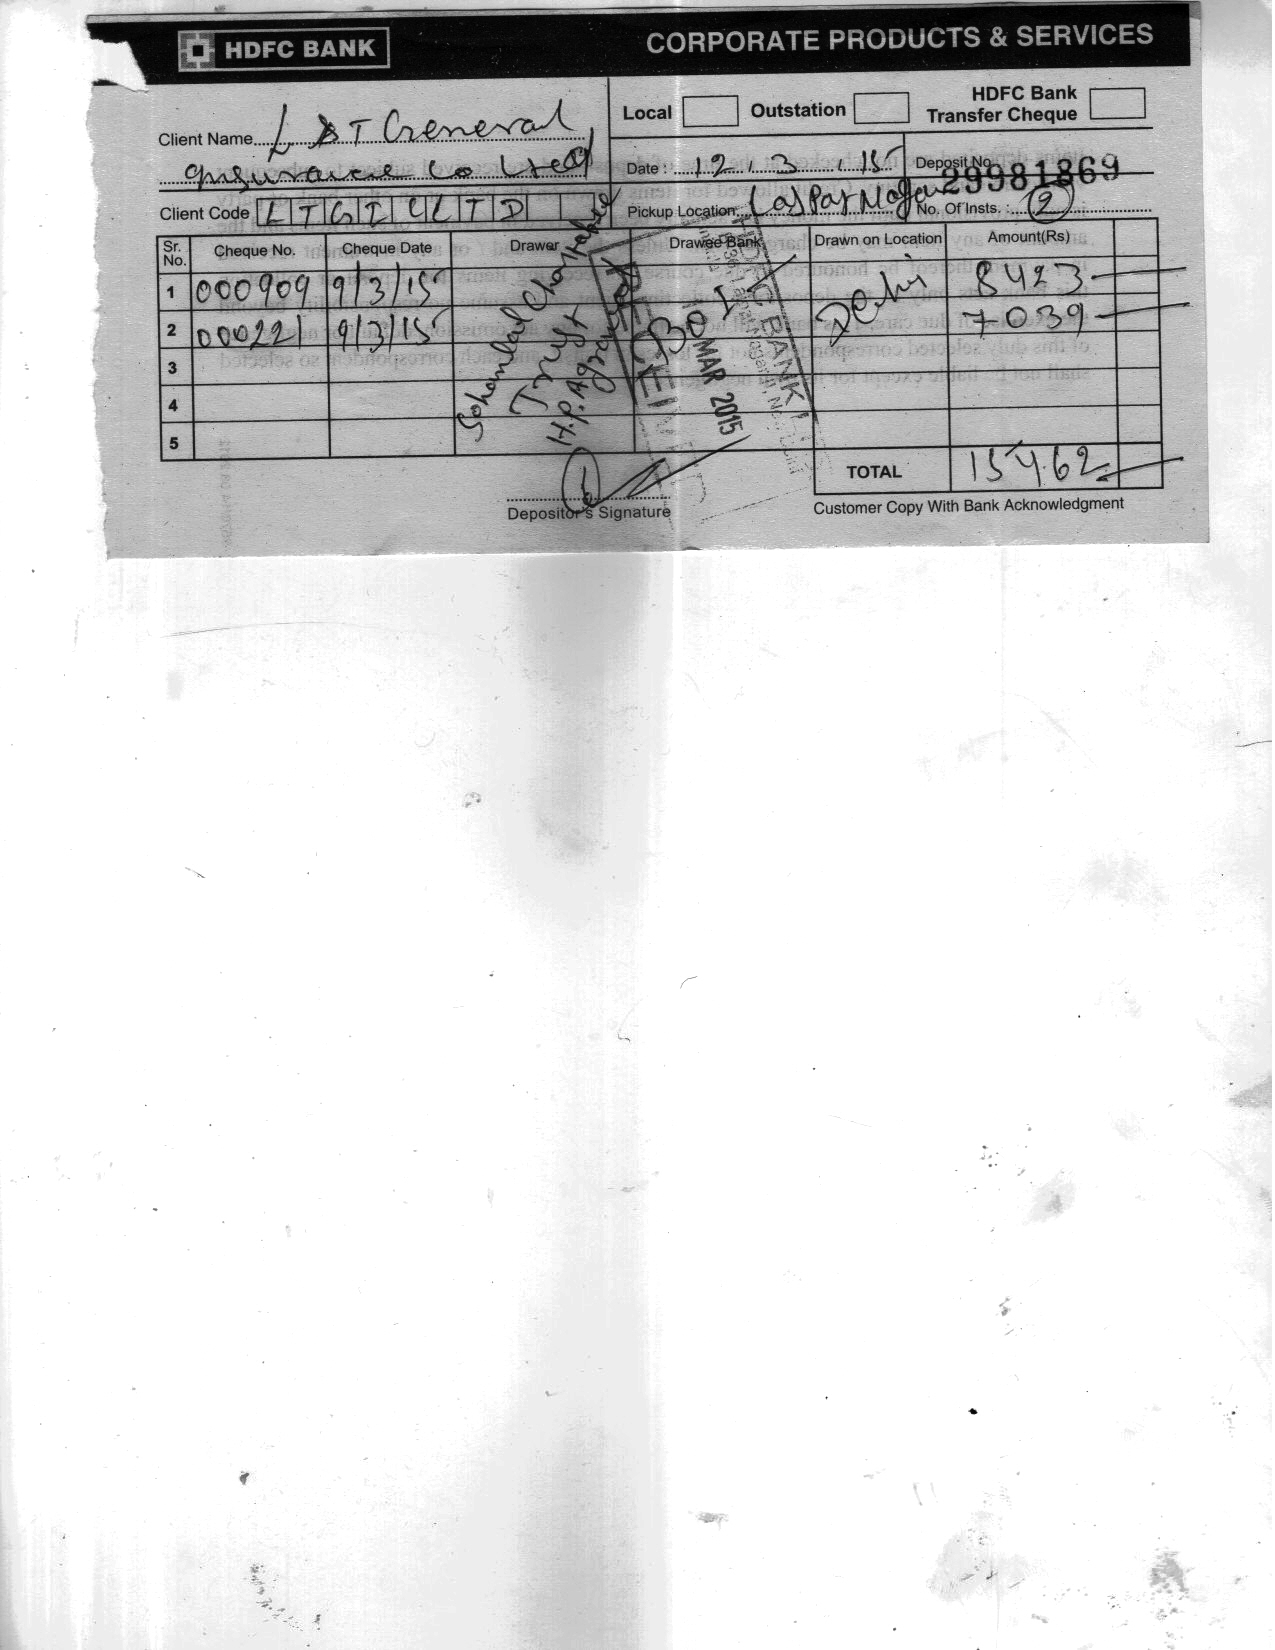 HDFC BANK
CORPORATE PRODUCTS & SERVICES
Local Outstation HDFC Bank Transfer Cheque
Client Name L & T General
Insurance Co Ltd
Date : 12 . 3 . 15 Deposit No. 29981869
Client Code L T G I C L T D
Pickup Location Lajpat Nagar No. Of Insts. : 2
Sr. No. Cheque No. Cheque Date Drawer Drawee Bank Drawn on Location Amount(Rs)
1 000909 9/3/15 Sohanlal Charitable Trust BOI Delhi 8423
2 000221 9/3/15 H.P. Agrawal 7039
3
4
5
HDFC BANK
MAR 2015
RECEIVED
TOTAL 15462
Depositor's Signature
Customer Copy With Bank Acknowledgment